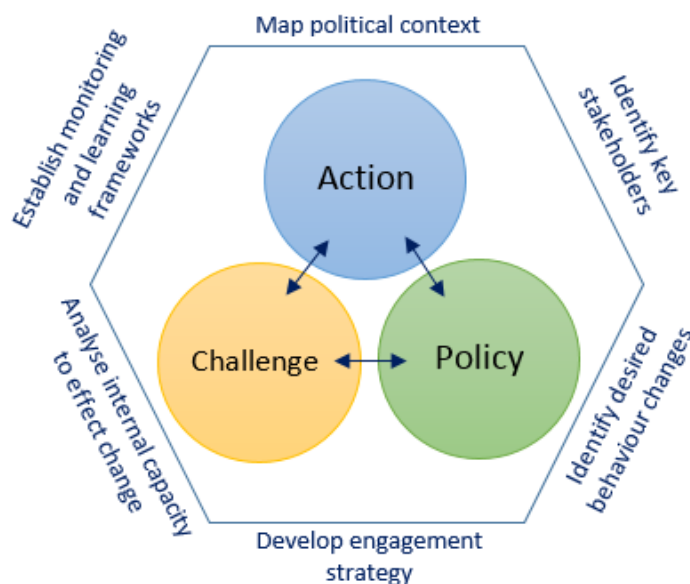 Map political context
Identify key
stakeholders
Identify desired
behaviour changes
Develop engagement
strategy
Analyse internal capacity
to effect change
Establish monitoring
and learning
frameworks
Action
Challenge
Policy